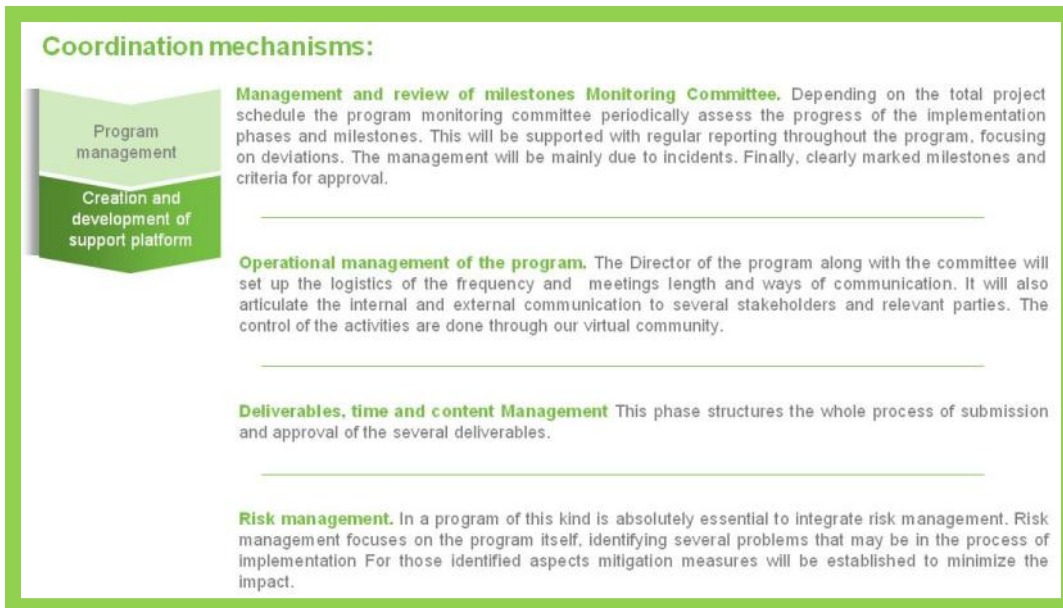 Coordination mechanisms:
Program
management
Creation and
development of
support platform
Management and review of milestones Monitoring Committee. Depending on the total project
schedule the program monitoring committee periodically assess the progress of the implementation
phases and milestones. This will be supported with regular reporting throughout the program, focusing
on deviations. The management will be mainly due to incidents. Finally, clearly marked milestones and
criteria for approval.
Operational management of the program. The Director of the program along with the committee will
set up the logistics of the frequency and meetings length and ways of communication. It will also
articulate the internal and external communication to several stakeholders and relevant parties. The
control of the activities are done through our virtual community.
Deliverables, time and content Management This phase structures the whole process of submission
and approval of the several deliverables.
Risk management. In a program of this kind is absolutely essential to integrate risk management. Risk
management focuses on the program itself, identifying several problems that may be in the process of
implementation For those identified aspects mitigation measures will be established to minimize the
impact.